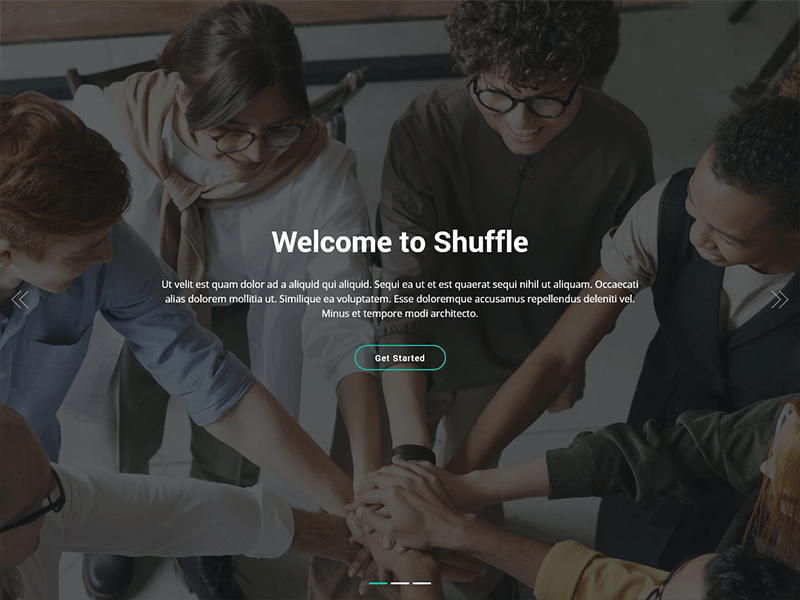 Welcome to Shuffle
Ut velit est quam dolor ad a aliquid qui aliquid. Sequi ea ut et est quaerat sequi nihil ut aliquam. Occaecati
alias dolorem mollitia ut. Similique ea voluptatem. Esse doloremque accusamus repellendus deleniti vel.
Minus et tempore modi architecto.
Get Started